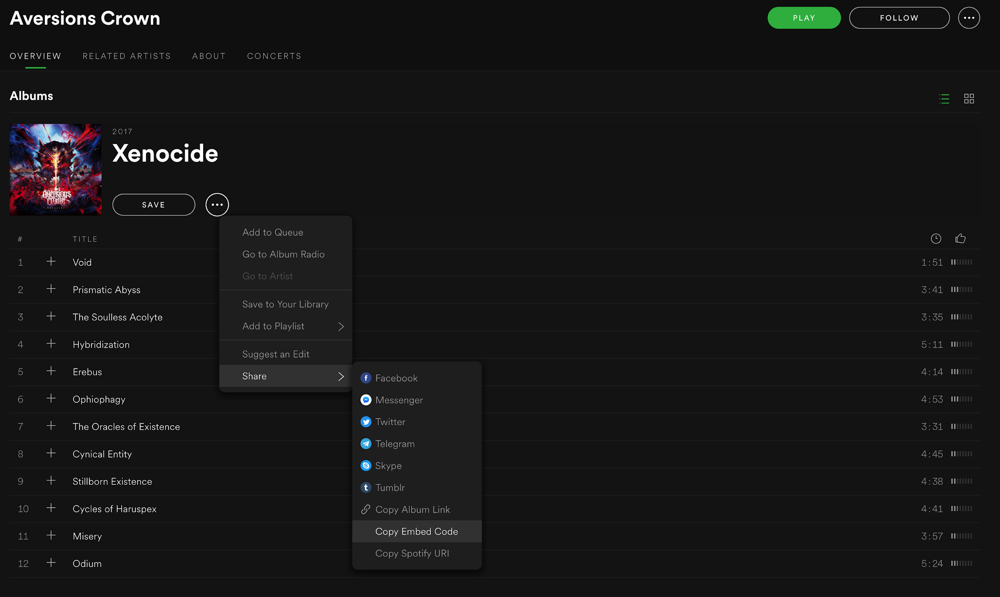 Aversions Crown
PLAY
FOLLOW
OVERVIEW RELATED ARTISTS ABOUT CONCERTS
Albums
2017
Xenocide
aversions
crown
Xenocide
SAVE
# TITLE
1 Void 1:51
2 Prismatic Abyss 3:41
3 The Soulless Acolyte 3:35
4 Hybridization 5:11
5 Erebus 4:14
6 Ophiophagy 4:53
7 The Oracles of Existence 3:31
8 Cynical Entity 4:45
9 Stillborn Existence 4:38
10 Cycles of Haruspex 4:41
11 Misery 3:57
12 Odium 5:24
Add to Queue
Go to Album Radio
Go to Artist
Save to Your Library
Add to Playlist
Suggest an Edit
Share
Facebook
Messenger
Twitter
Telegram
Skype
Tumblr
Copy Album Link
Copy Embed Code
Copy Spotify URI